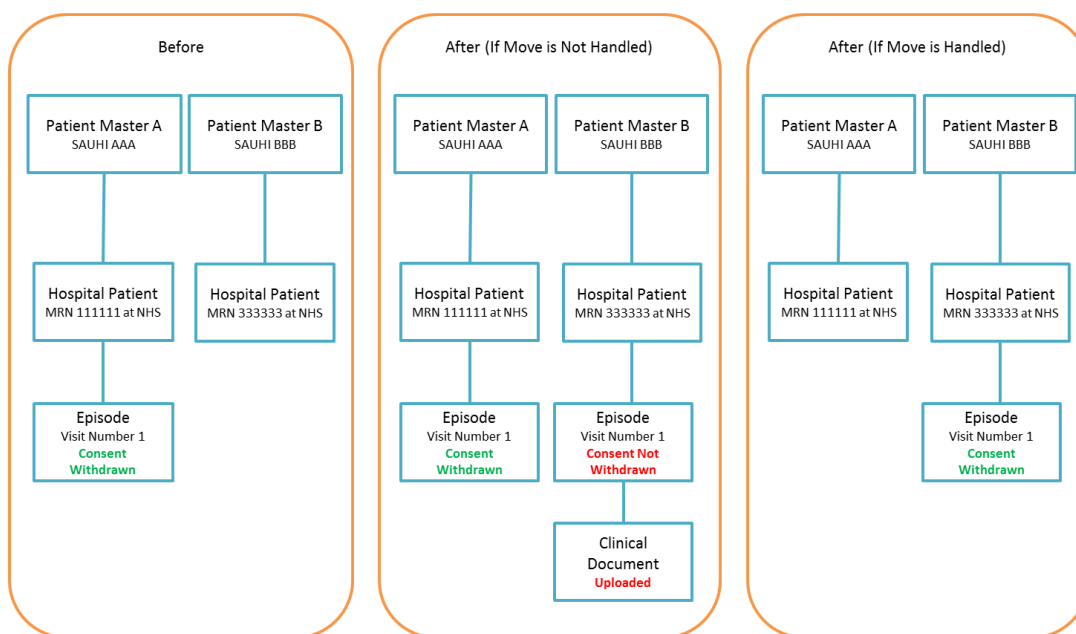 Before
Patient Master A
SAUHI AAA
Patient Master B
SAUHI BBB
Hospital Patient
MRN 111111 at NHS
Hospital Patient
MRN 333333 at NHS
Episode
Visit Number 1
Consent
Withdrawn
After (If Move is Not Handled)
Patient Master A
SAUHI AAA
Patient Master B
SAUHI BBB
Hospital Patient
MRN 111111 at NHS
Hospital Patient
MRN 333333 at NHS
Episode
Visit Number 1
Consent
Withdrawn
Episode
Visit Number 1
Consent Not
Withdrawn
Clinical
Document
Uploaded
After (If Move is Handled)
Patient Master A
SAUHI AAA
Patient Master B
SAUHI BBB
Hospital Patient
MRN 111111 at NHS
Hospital Patient
MRN 333333 at NHS
Episode
Visit Number 1
Consent
Withdrawn